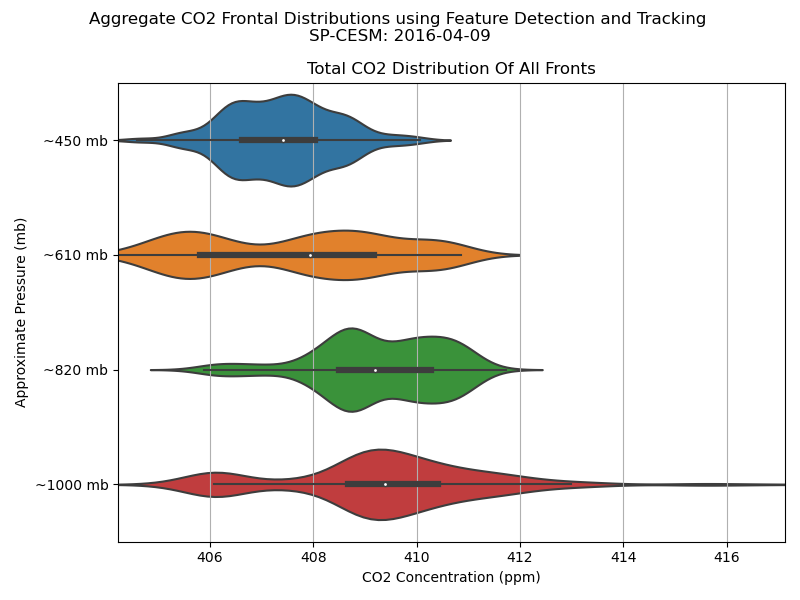 Aggregate CO2 Frontal Distributions using Feature Detection and Tracking
SP-CESM: 2016-04-09
Total CO2 Distribution Of All Fronts
~450 mb
~610 mb
~820 mb
~1000 mb
Approximate Pressure (mb)
406 408 410 412 414 416
CO2 Concentration (ppm)